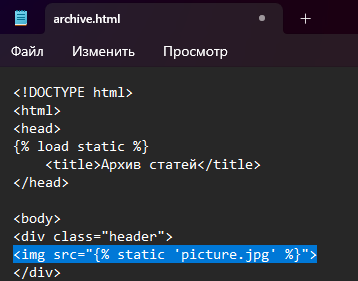 archive.html
Файл Изменить Просмотр
<!DOCTYPE html>
<html>
<head>
{% load static %}
    <title>Архив статей</title>
</head>

<body>
<div class="header">
<img src="{% static 'picture.jpg' %}">
</div>